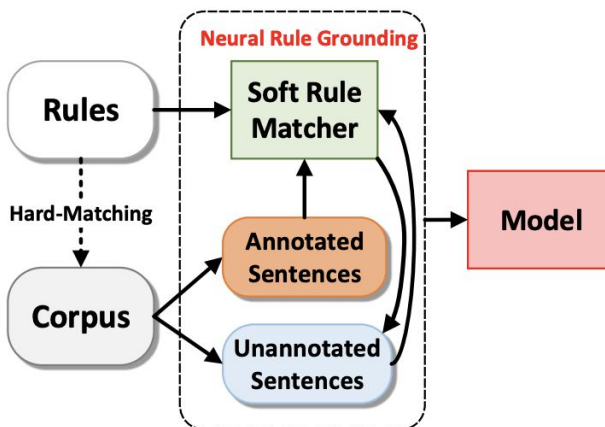 Neural Rule Grounding
Rules
Soft Rule
Matcher
Hard-Matching
Annotated
Sentences
Model
Corpus
Unannotated
Sentences